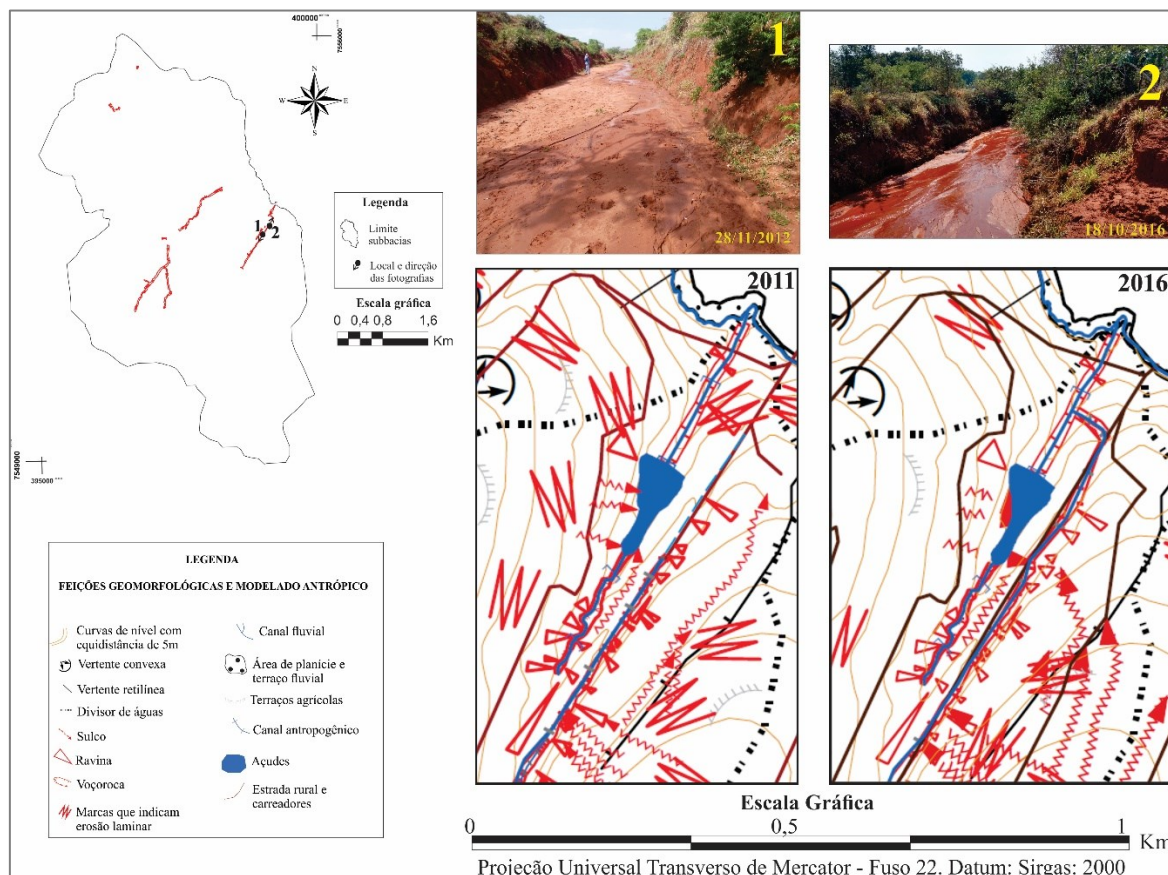 400000
7556000
N
W
E
S
1
2
Legenda
Limite
subbacias
Local e direção
das fotografias
Escala gráfica
0 0,4 0,8 1,6
Km
7549000
395000
1
28/11/2012
2
18/10/2016
2011
2016
LEGENDA
FEIÇÕES GEOMORFOLÓGICAS E MODELADO ANTRÓPICO
Curvas de nível com
equidistância de 5m
Vertente convexa
Vertente retilínea
Divisor de águas
Sulco
Ravina
Voçoroca
Marcas que indicam
erosão laminar
Canal fluvial
Área de planície e
terraço fluvial
Terraços agrícolas
Canal antropogênico
Açudes
Estrada rural e
carreadores
Escala Gráfica
0 0,5 1
Km
Projeção Universal Transverso de Mercator - Fuso 22. Datum: Sirgas: 2000